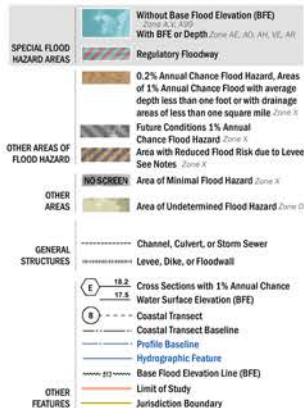 Without Base Flood Elevation (BFE)
Zone A,V, A99
With BFE or Depth Zone AE, AO, AH, VE, AR
SPECIAL FLOOD
HAZARD AREAS
Regulatory Floodway
0.2% Annual Chance Flood Hazard, Areas
of 1% Annual Chance Flood with average
depth less than one foot or with drainage
areas of less than one square mile Zone X
Future Conditions 1% Annual
Chance Flood Hazard Zone X
OTHER AREAS OF
FLOOD HAZARD
Area with Reduced Flood Risk due to Levee
See Notes Zone X
NO SCREEN Area of Minimal Flood Hazard Zone X
OTHER
AREAS
Area of Undetermined Flood Hazard Zone D
GENERAL
STRUCTURES
Channel, Culvert, or Storm Sewer
Levee, Dike, or Floodwall
E 18.2 Cross Sections with 1% Annual Chance
17.5 Water Surface Elevation (BFE)
8 Coastal Transect
Coastal Transect Baseline
Profile Baseline
Hydrographic Feature
513 Base Flood Elevation Line (BFE)
OTHER
FEATURES
Limit of Study
Jurisdiction Boundary